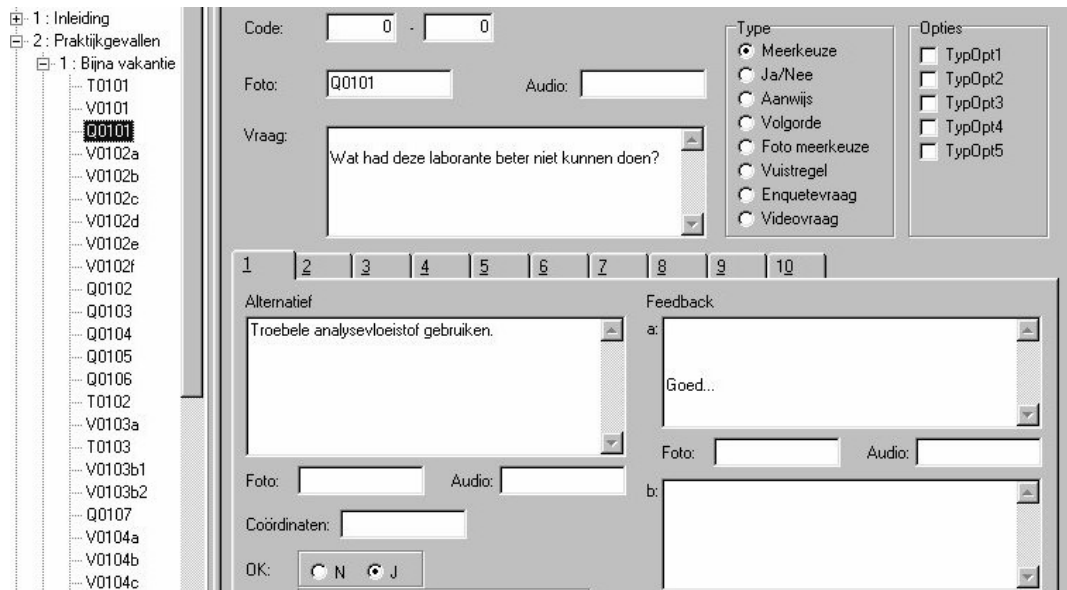 1 : Inleiding
2 : Praktijkgevallen
1 : Bijna vakantie
T0101
V0101
Q0101
V0102a
V0102b
V0102c
V0102d
V0102e
V0102f
Q0102
Q0103
Q0104
Q0105
Q0106
T0102
V0103a
T0103
V0103b1
V0103b2
Q0107
V0104a
V0104b
V0104c
Code: 0 - 0
Foto: Q0101 Audio:
Vraag: Wat had deze laborante beter niet kunnen doen?
Type
Meerkeuze
Ja/Nee
Aanwijs
Volgorde
Foto meerkeuze
Vuistregel
Enquetevraag
Videovraag
Opties
TypOpt1
TypOpt2
TypOpt3
TypOpt4
TypOpt5
1 2 3 4 5 6 7 8 9 10
Alternatief
Troebele analysevloeistof gebruiken.
Foto: Audio:
Coördinaten:
OK: N J
Feedback
a:
Goed...
Foto: Audio:
b: